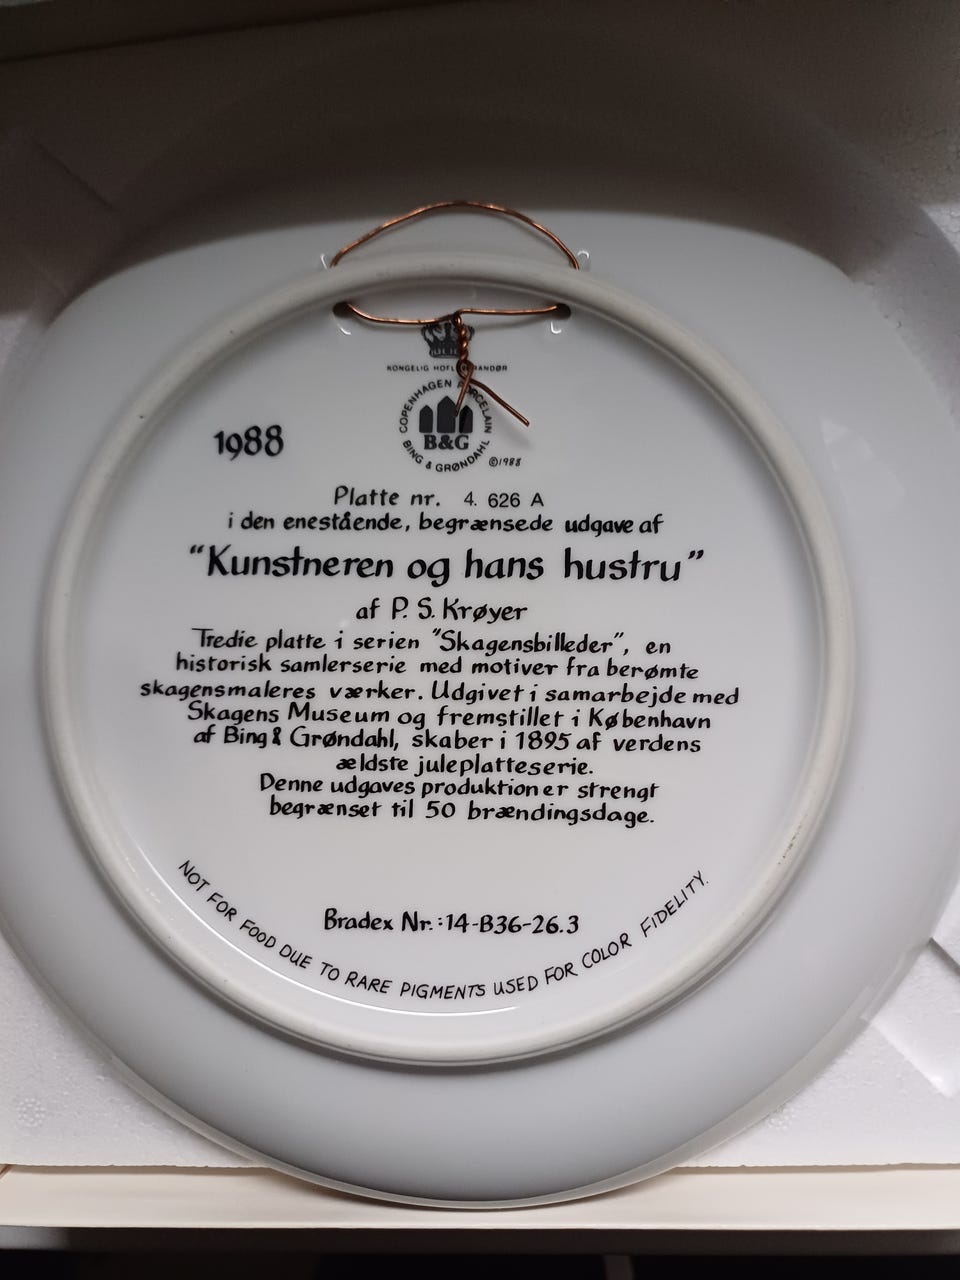 KONGELIG HOFLEVERANDØR
COPENHAGEN PORCELAIN
B&G
BING & GRØNDAHL
©1988
1988
Platte nr. 4. 626 A
i den enestående, begrænsede udgave af
"Kunstneren og hans hustru"
af P. S. Krøyer
Tredie platte i serien "Skagensbilleder", en
historisk samlerserie med motiver fra berømte
skagensmaleres værker. Udgivet i samarbejde med
Skagens Museum og fremstillet i København
af Bing & Grøndahl, skaber i 1895 af verdens
ældste juleplatteserie.
Denne udgaves produktion er strengt
begrænset til 50 brændingsdage.
Bradex Nr.:14-B36-26.3
NOT FOR FOOD DUE TO RARE PIGMENTS USED FOR COLOR FIDELITY.